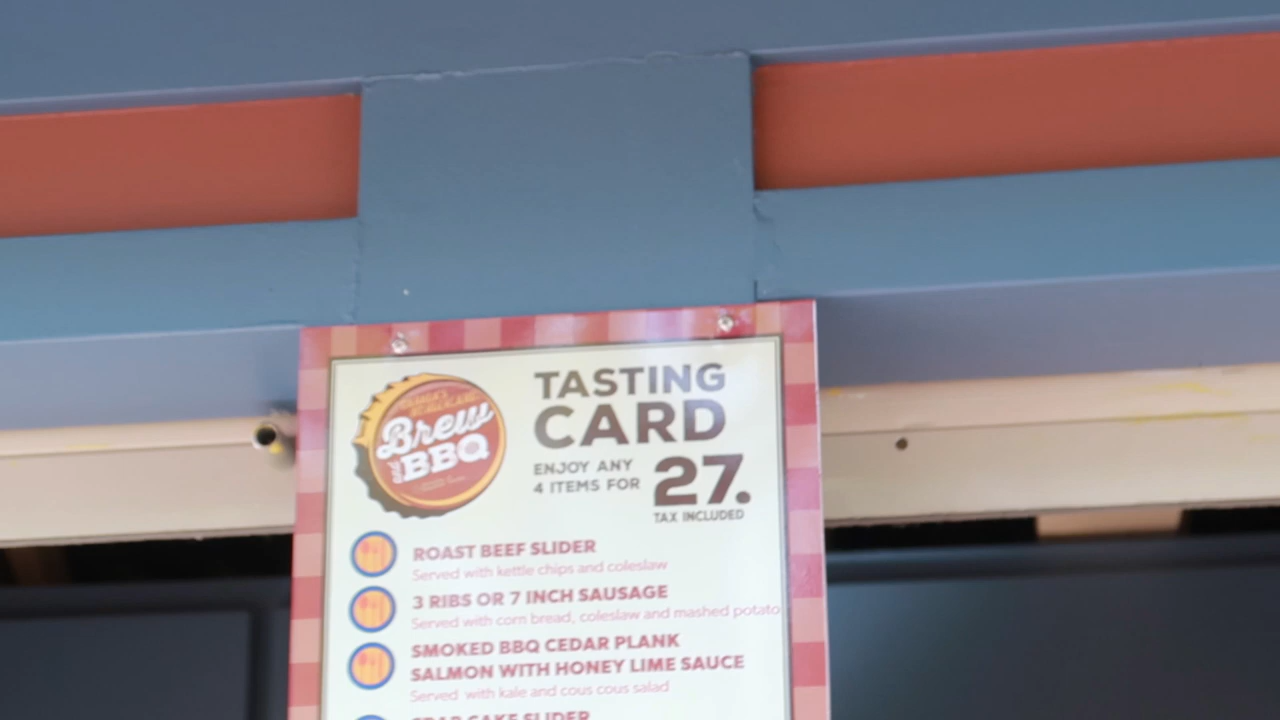 Brew
and BBQ
TASTING
CARD
ENJOY ANY
4 ITEMS FOR
27.
TAX INCLUDED
ROAST BEEF SLIDER
Served with kettle chips and coleslaw
3 RIBS OR 7 INCH SAUSAGE
Served with corn bread, coleslaw and mashed potato
SMOKED BBQ CEDAR PLANK
SALMON WITH HONEY LIME SAUCE
Served with kale and cous cous salad
CRAB CAKE SLIDER